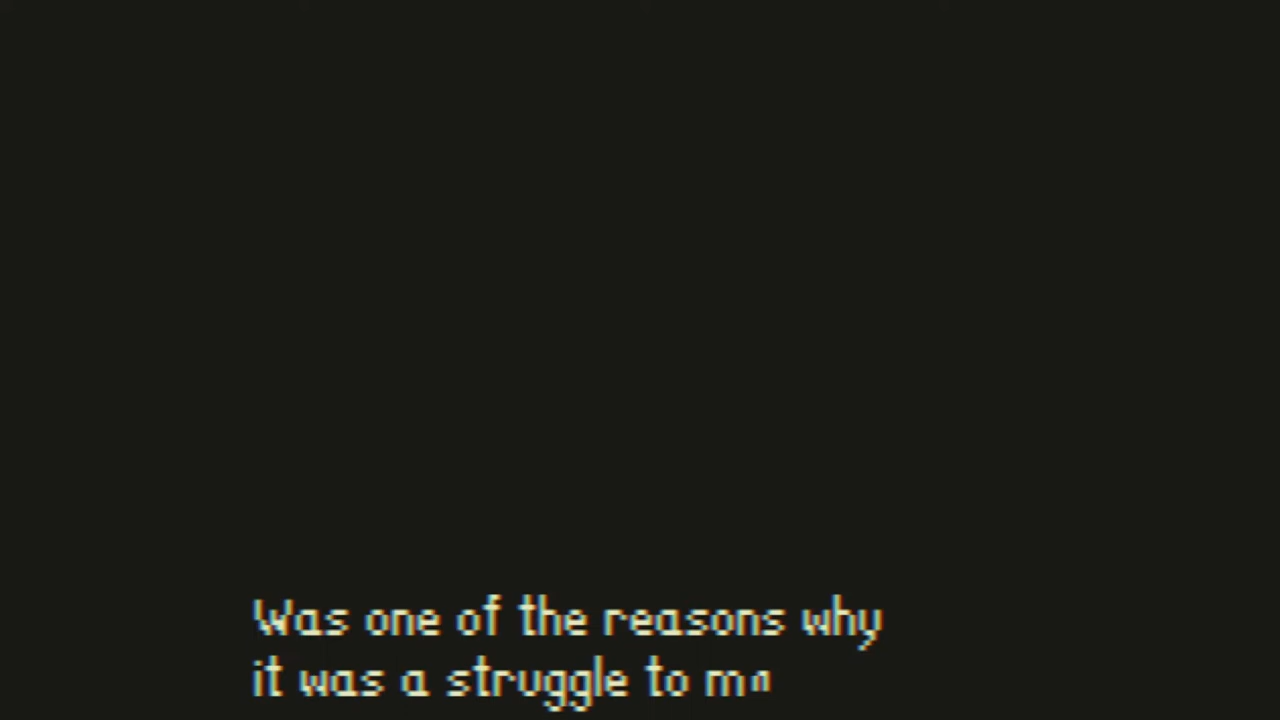 Was one of the reasons why
it was a struggle to m